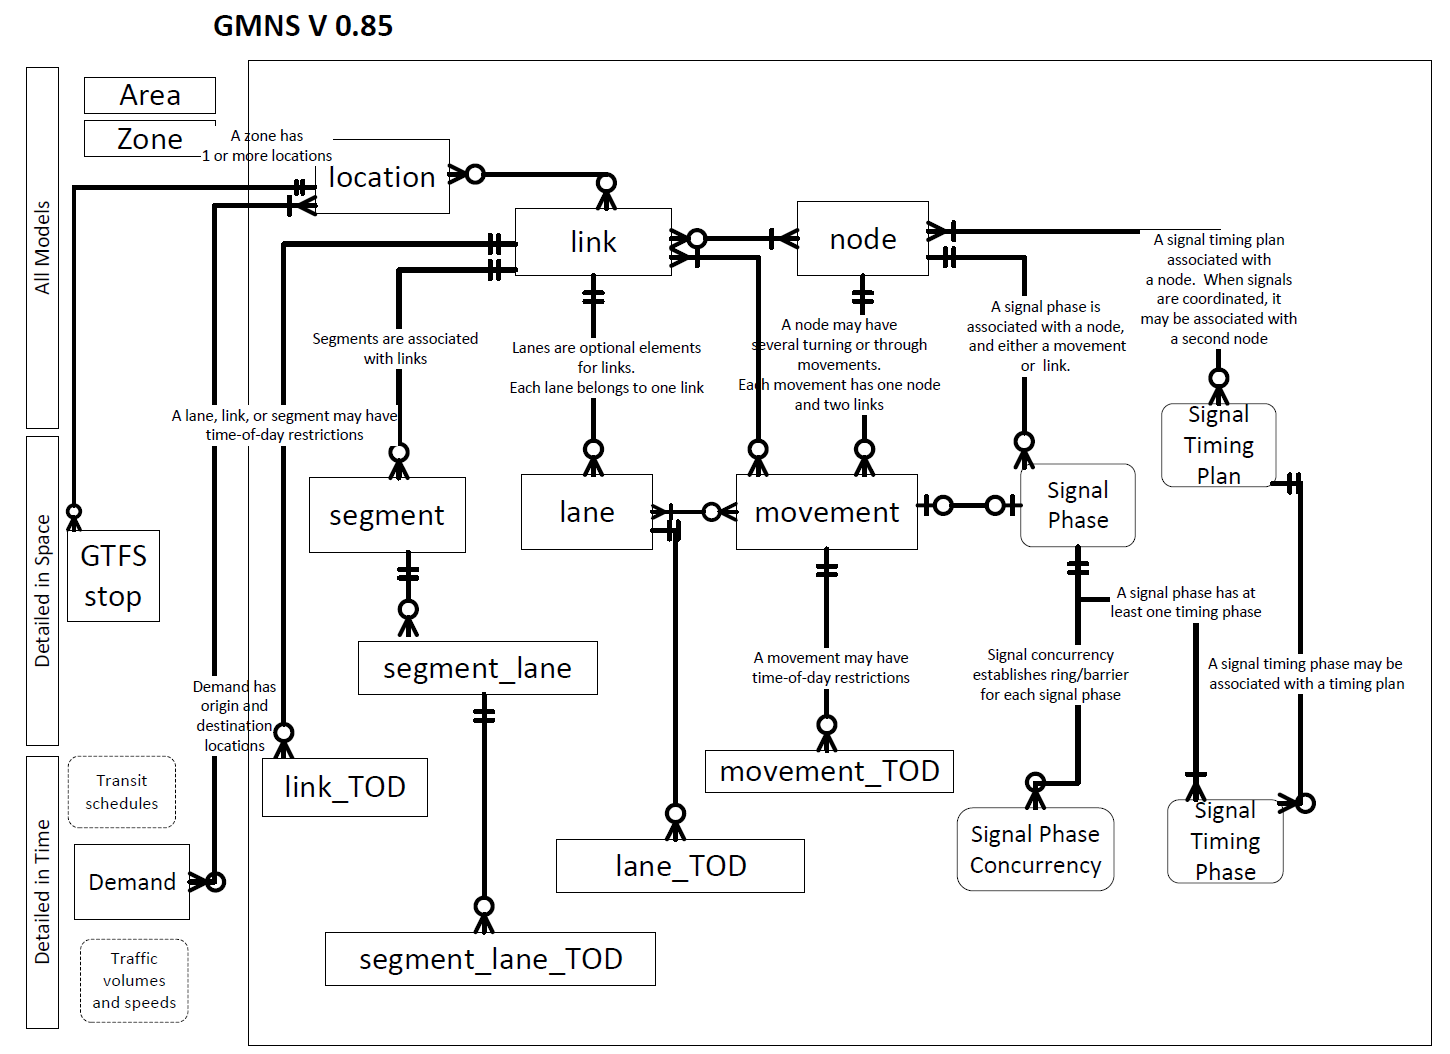 GMNS V 0.85
All Models
Detailed in Space
Detailed in Time
Area
Zone
A zone has
1 or more locations
location
link
node
A signal timing plan
associated with
a node.  When signals
are coordinated, it
may be associated with
a second node
A signal phase is
associated with a node,
and either a movement
or  link.
A node may have
several turning or through
movements.
Each movement has one node
and two links
Segments are associated
with links
Lanes are optional elements
for links.
Each lane belongs to one link
A lane, link, or segment may have
time-of-day restrictions
Signal
Timing
Plan
segment
lane
movement
Signal
Phase
GTFS
stop
A signal phase has at
least one timing phase
segment_lane
A movement may have
time-of-day restrictions
Signal concurrency
establishes ring/barrier
for each signal phase
A signal timing phase may be
associated with a timing plan
Demand has
origin and
destination
locations
Transit
schedules
link_TOD
movement_TOD
Signal Phase
Concurrency
Signal
Timing
Phase
Demand
lane_TOD
segment_lane_TOD
Traffic
volumes
and speeds